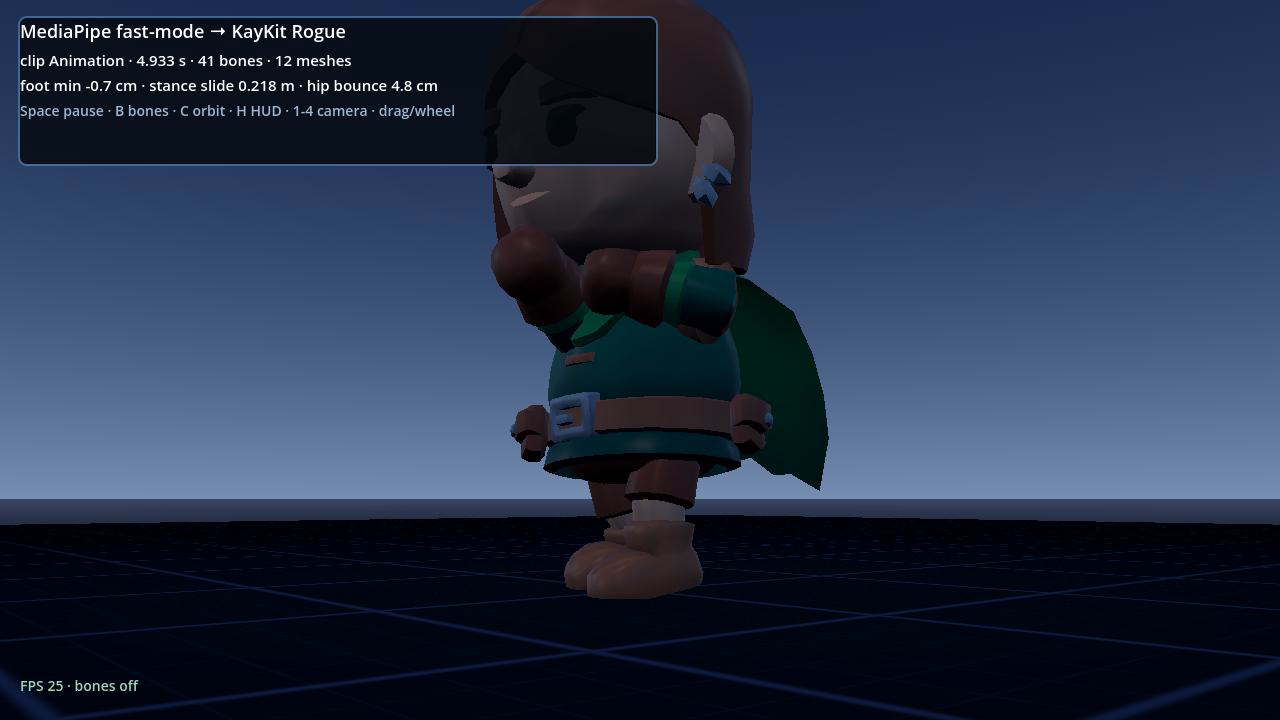 MediaPipe fast-mode → KayKit Rogue
clip Animation · 4.933 s · 41 bones · 12 meshes
foot min -0.7 cm · stance slide 0.218 m · hip bounce 4.8 cm
Space pause · B bones · C orbit · H HUD · 1-4 camera · drag/wheel
FPS 25 · bones off